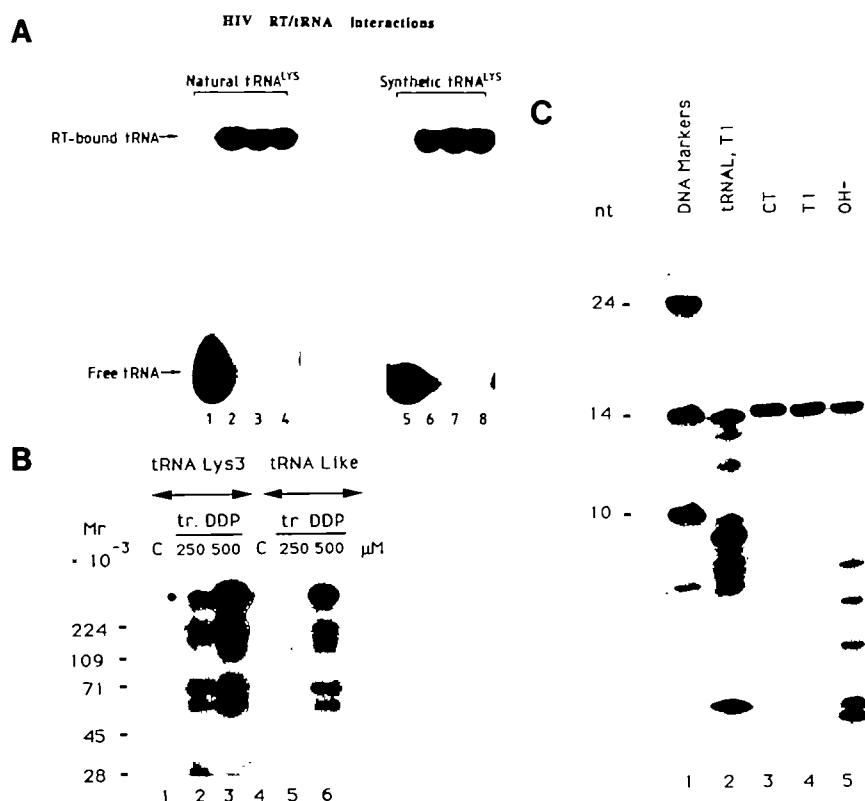 HIV RT/tRNA Interactions
A
Natural tRNA^LYS
Synthetic tRNA^LYS
RT-bound tRNA→
Free tRNA→
1 2 3 4 5 6 7 8
B
tRNA Lys3 tRNA Like
tr. DDP tr DDP
Mr C 250 500 C 250 500 µM
× 10⁻³
224 -
109 -
71 -
45 -
28 -
1 2 3 4 5 6
C
nt
DNA Markers
tRNAL, T1
CT
T1
OH-
24 -
14 -
10 -
1 2 3 4 5